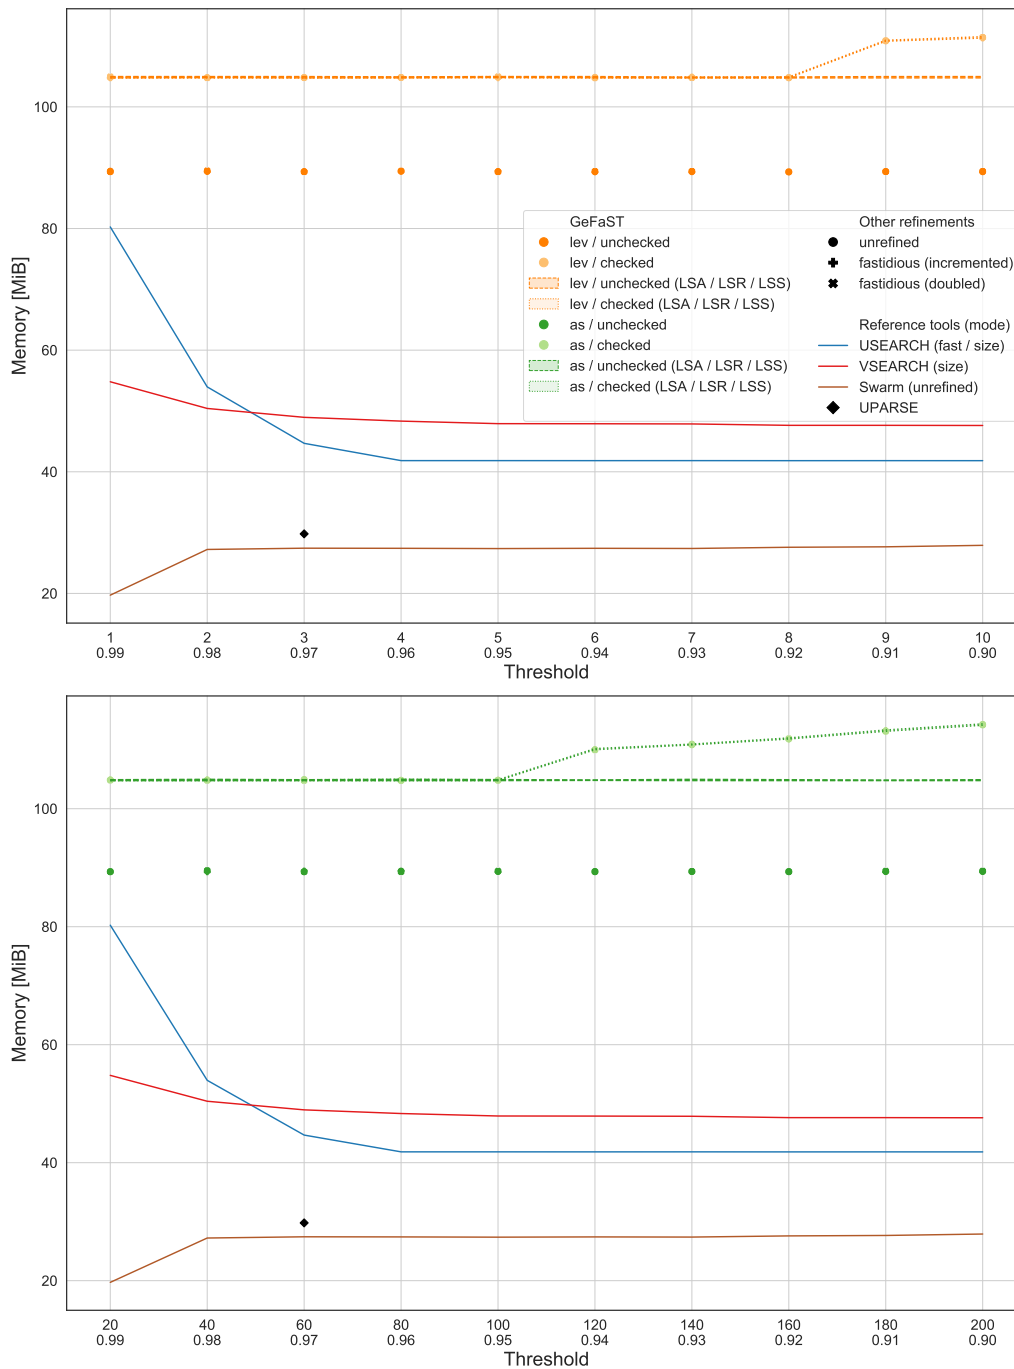 100
80
60
40
20
Memory [MiB]
GeFaST
lev / unchecked
lev / checked
lev / unchecked (LSA / LSR / LSS)
lev / checked (LSA / LSR / LSS)
as / unchecked
as / checked
as / unchecked (LSA / LSR / LSS)
as / checked (LSA / LSR / LSS)
Other refinements
unrefined
fastidious (incremented)
fastidious (doubled)
Reference tools (mode)
USEARCH (fast / size)
VSEARCH (size)
Swarm (unrefined)
UPARSE
1 2 3 4 5 6 7 8 9 10
0.99 0.98 0.97 0.96 0.95 0.94 0.93 0.92 0.91 0.90
Threshold
100
80
60
40
20
Memory [MiB]
20 40 60 80 100 120 140 160 180 200
0.99 0.98 0.97 0.96 0.95 0.94 0.93 0.92 0.91 0.90
Threshold